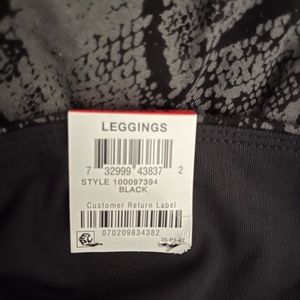 LEGGINGS
7 32999 43837 2
STYLE 100097394
BLACK
Customer Return Label
070209834382